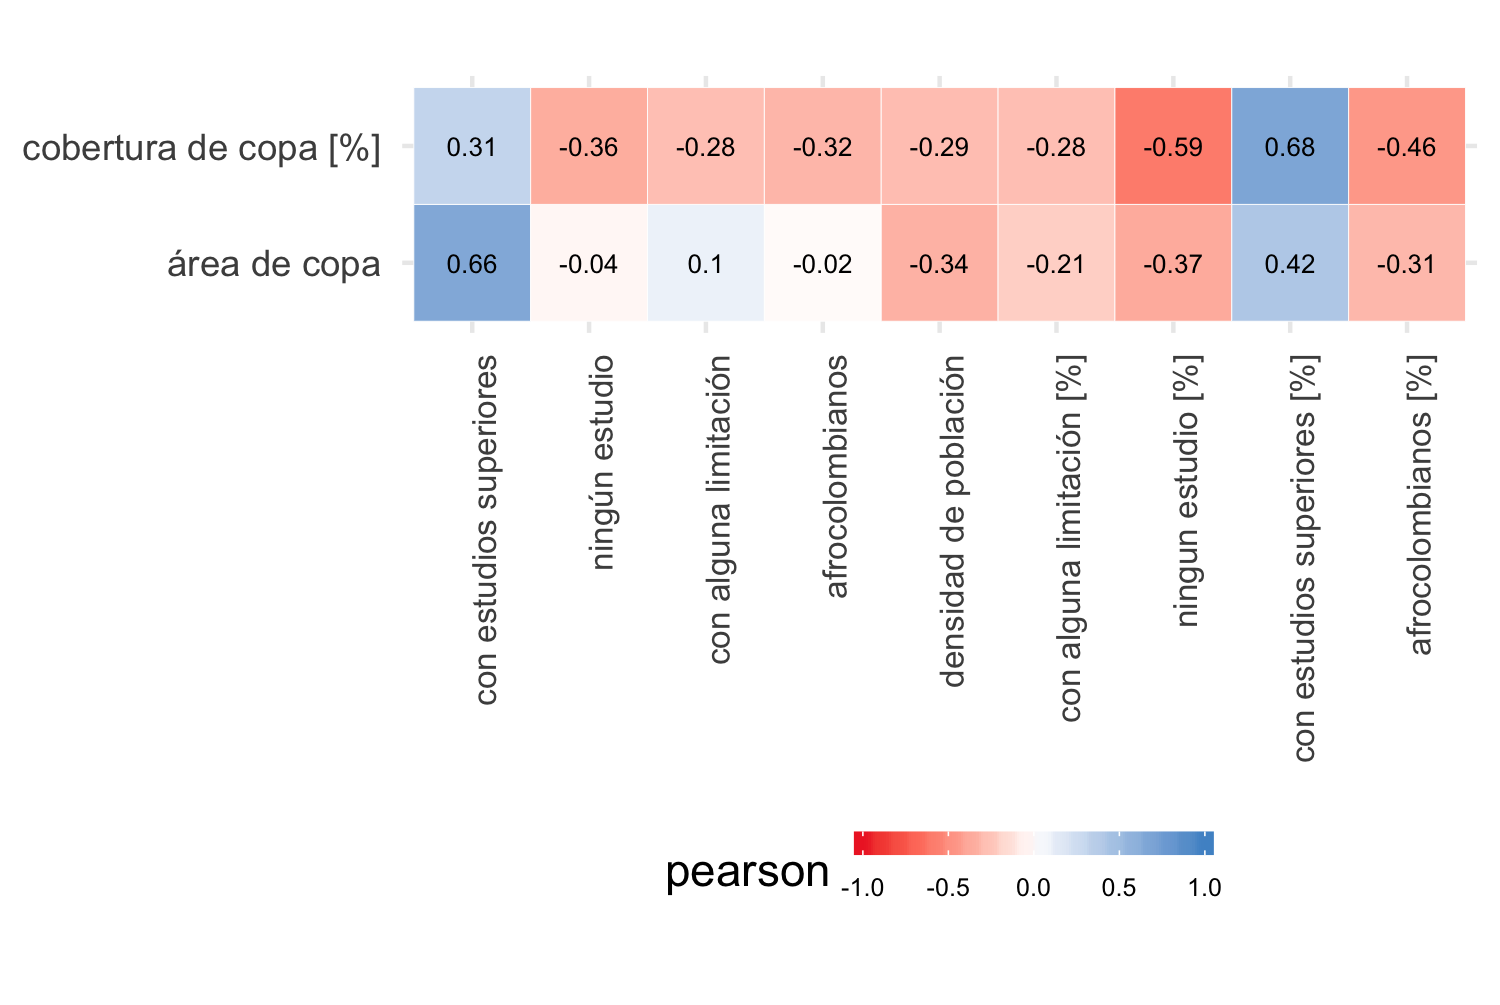 cobertura de copa [%]
0.31 -0.36 -0.28 -0.32 -0.29 -0.28 -0.59 0.68 -0.46
área de copa
0.66 -0.04 0.1 -0.02 -0.34 -0.21 -0.37 0.42 -0.31
con estudios superiores
ningún estudio
con alguna limitación
afrocolombianos
densidad de población
con alguna limitación [%]
ningun estudio [%]
con estudios superiores [%]
afrocolombianos [%]
pearson
-1.0 -0.5 0.0 0.5 1.0